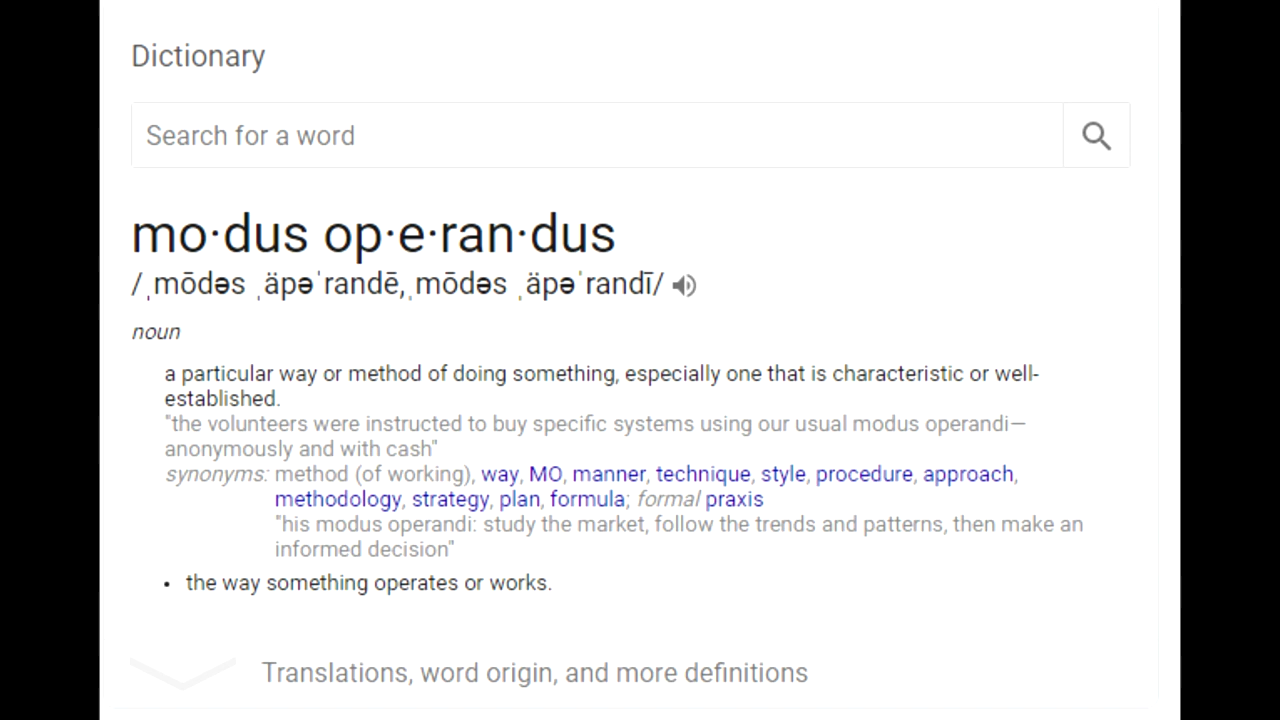 Dictionary
Search for a word
mo·dus op·e·ran·dus
/ˌmōdəs ˌäpəˈrandē,ˌmōdəs ˌäpəˈrandī/
noun
a particular way or method of doing something, especially one that is characteristic or well-
established.
"the volunteers were instructed to buy specific systems using our usual modus operandi—
anonymously and with cash"
synonyms: method (of working), way, MO, manner, technique, style, procedure, approach,
methodology, strategy, plan, formula; formal praxis
"his modus operandi: study the market, follow the trends and patterns, then make an
informed decision"
• the way something operates or works.
Translations, word origin, and more definitions